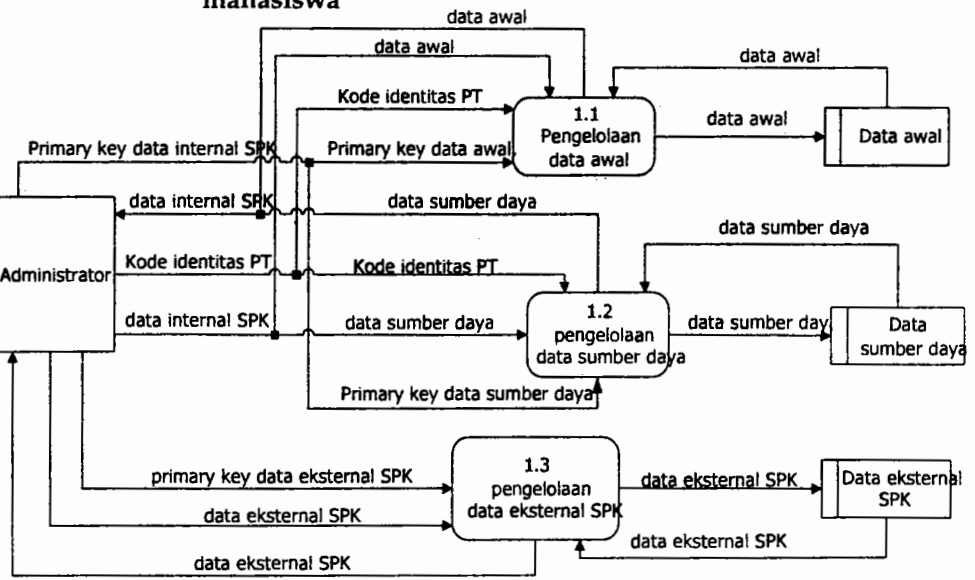 mahasiswa
data awal
data awal
data awal
Kode identitas PT
1.1
Pengelolaan
data awal
data awal
Data awal
Primary key data internal SPK
Primary key data awal
data internal SPK
data sumber daya
data sumber daya
Administrator
Kode identitas PT
Kode identitas PT
1.2
pengelolaan
data sumber daya
data internal SPK
data sumber daya
data sumber day
Data
sumber daya
Primary key data sumber daya
primary key data eksternal SPK
1.3
pengelolaan
data eksternal SPK
data eksternal SPK
Data eksternal
SPK
data eksternal SPK
data eksternal SPK
data eksternal SPK